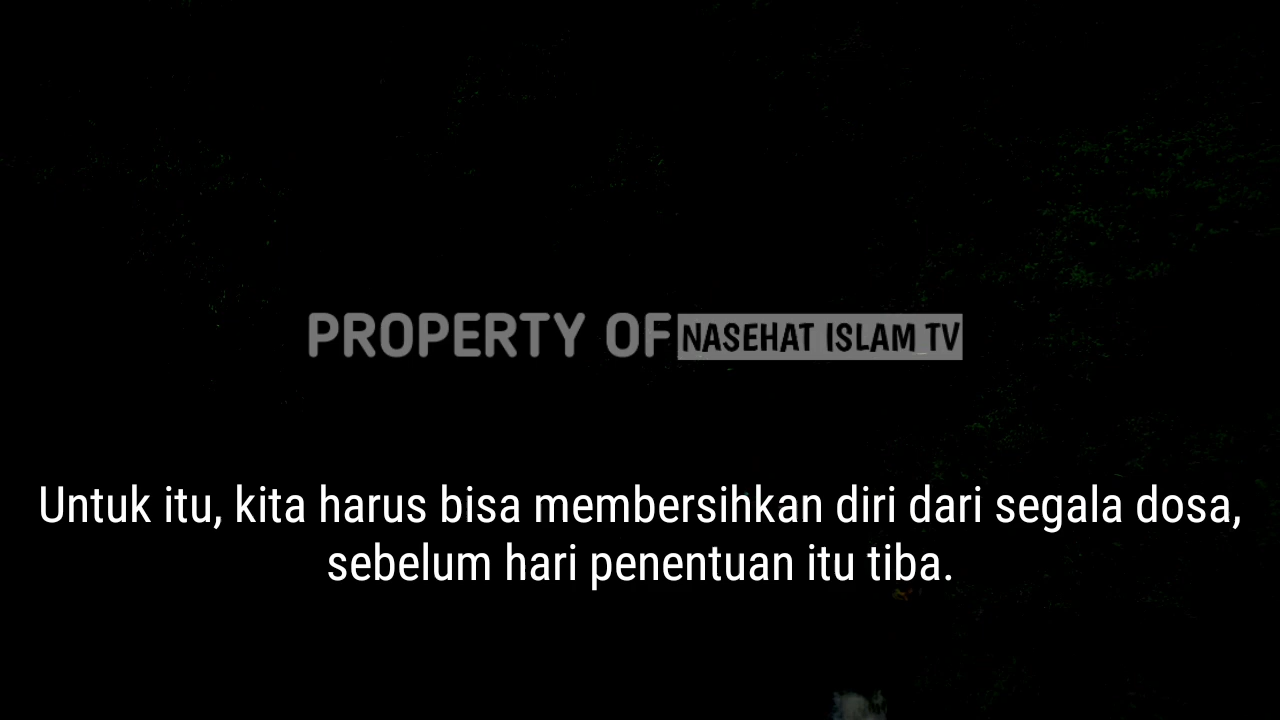 PROPERTY OF NASEHAT ISLAM TV
Untuk itu, kita harus bisa membersihkan diri dari segala dosa,
sebelum hari penentuan itu tiba.